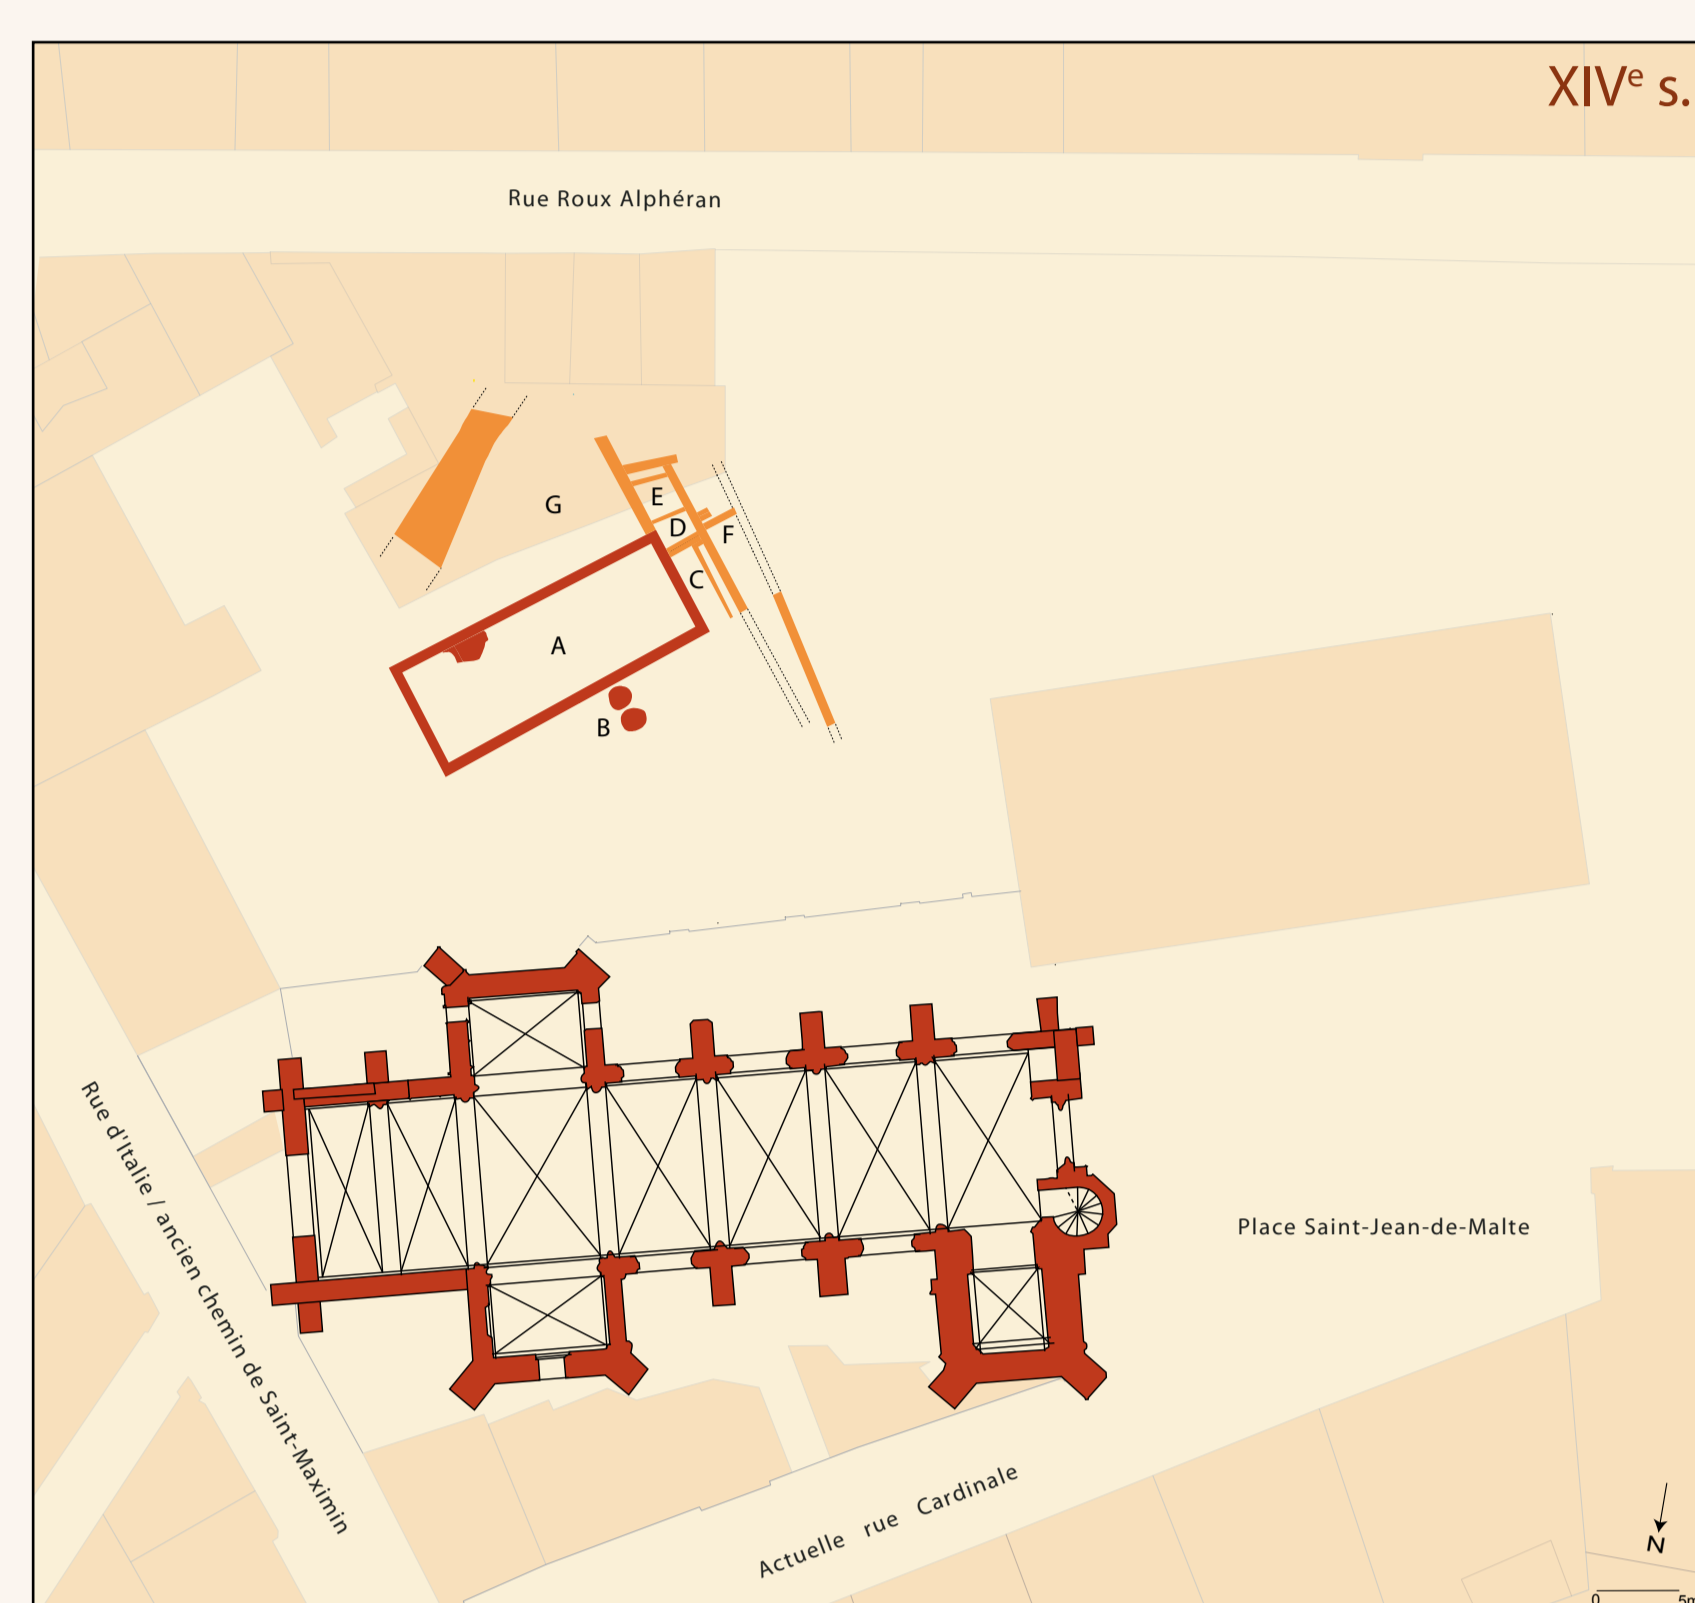 XIVe s.
Rue Roux Alphéran
G
E
D
F
C
A
B
Rue d'Italie / ancien chemin de Saint-Maximin
Place Saint-Jean-de-Malte
Actuelle rue Cardinale
N
0 5m